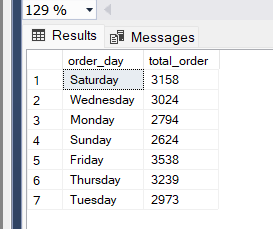 129 %
Results Messages
order_day total_order
1 Saturday 3158
2 Wednesday 3024
3 Monday 2794
4 Sunday 2624
5 Friday 3538
6 Thursday 3239
7 Tuesday 2973